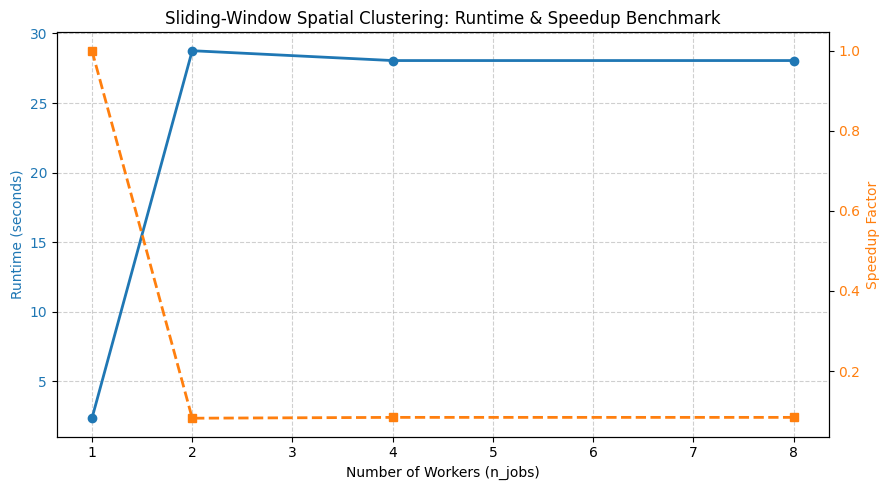 Sliding-Window Spatial Clustering: Runtime & Speedup Benchmark
30
25
20
15
10
5
Runtime (seconds)
1.0
0.8
0.6
0.4
0.2
Speedup Factor
1 2 3 4 5 6 7 8
Number of Workers (n_jobs)